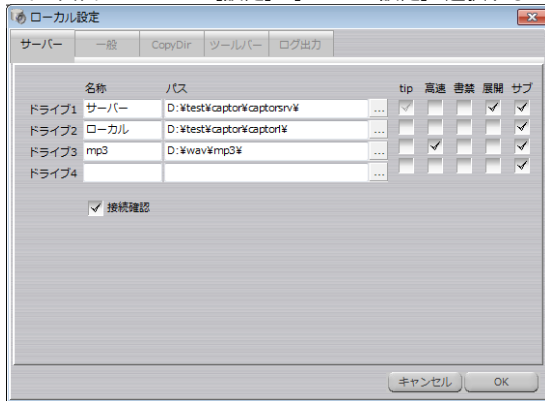 ローカル設定
サーバー 一般 CopyDir ツールバー ログ出力
名称 パス tip 高速 書禁 展開 サブ
ドライブ1 サーバー D:¥test¥captor¥captorsrv¥ ...
ドライブ2 ローカル D:¥test¥captor¥captorl¥ ...
ドライブ3 mp3 D:¥wav¥mp3¥ ...
ドライブ4 ...
接続確認
キャンセル OK